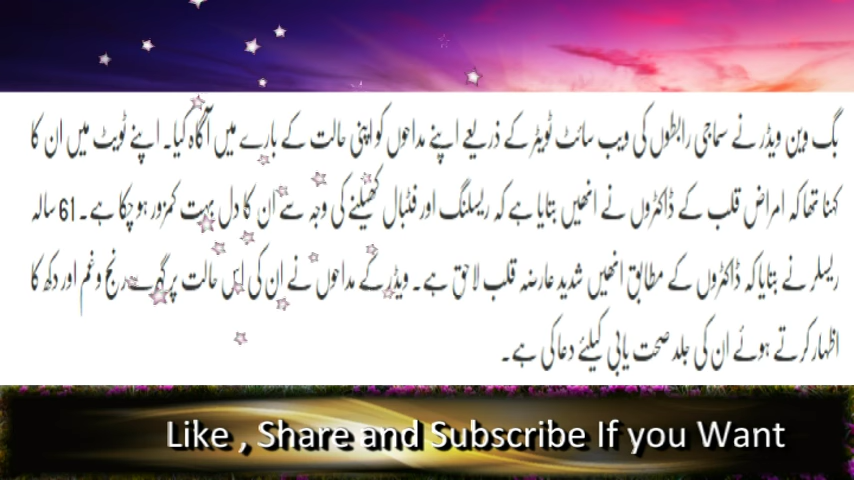 بگ وین ویڈر نے سماجی رابطوں کی ویب سائٹ ٹویٹر کے ذریعے اپنے مداحوں کو اپنی حالت کے بارے میں آگاہ کیا۔ اپنے ٹویٹ میں ان کا
کہنا تھا کہ امراض قلب کے ڈاکٹروں نے انھیں بتایا ہے کہ ریسلنگ اور فٹبال کھیلنے کی وجہ سے ان کا دل بہت کمزور ہو چکا ہے۔ 61 سالہ
ریسلر نے بتایا کہ ڈاکٹروں کے مطابق انھیں شدید عارضہ قلب لاحق ہے۔ ویڈر کے مداحوں نے ان کی اس حالت پر گہرے رنج و غم اور دکھ کا
اظہار کرتے ہوئے ان کی جلد صحت یابی کیلئے دعا کی ہے۔
Like , Share and Subscribe If you Want